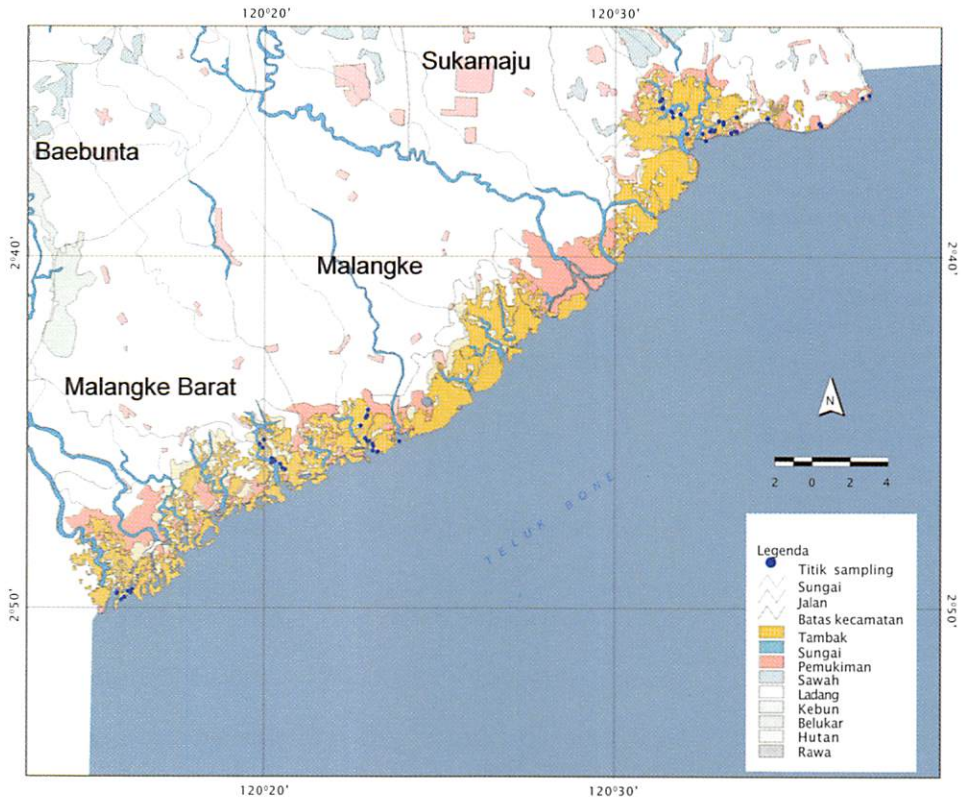 120°20'
120°30'
Sukamaju
Baebunta
2°40'
Malangke
2°40'
Malangke Barat
N
2 0 2 4
TELUK BONE
Legenda
Titik sampling
Sungai
Jalan
Batas kecamatan
Tambak
Sungai
Pemukiman
Sawah
Ladang
Kebun
Belukar
Hutan
Rawa
2°50'
2°50'
120°20'
120°30'